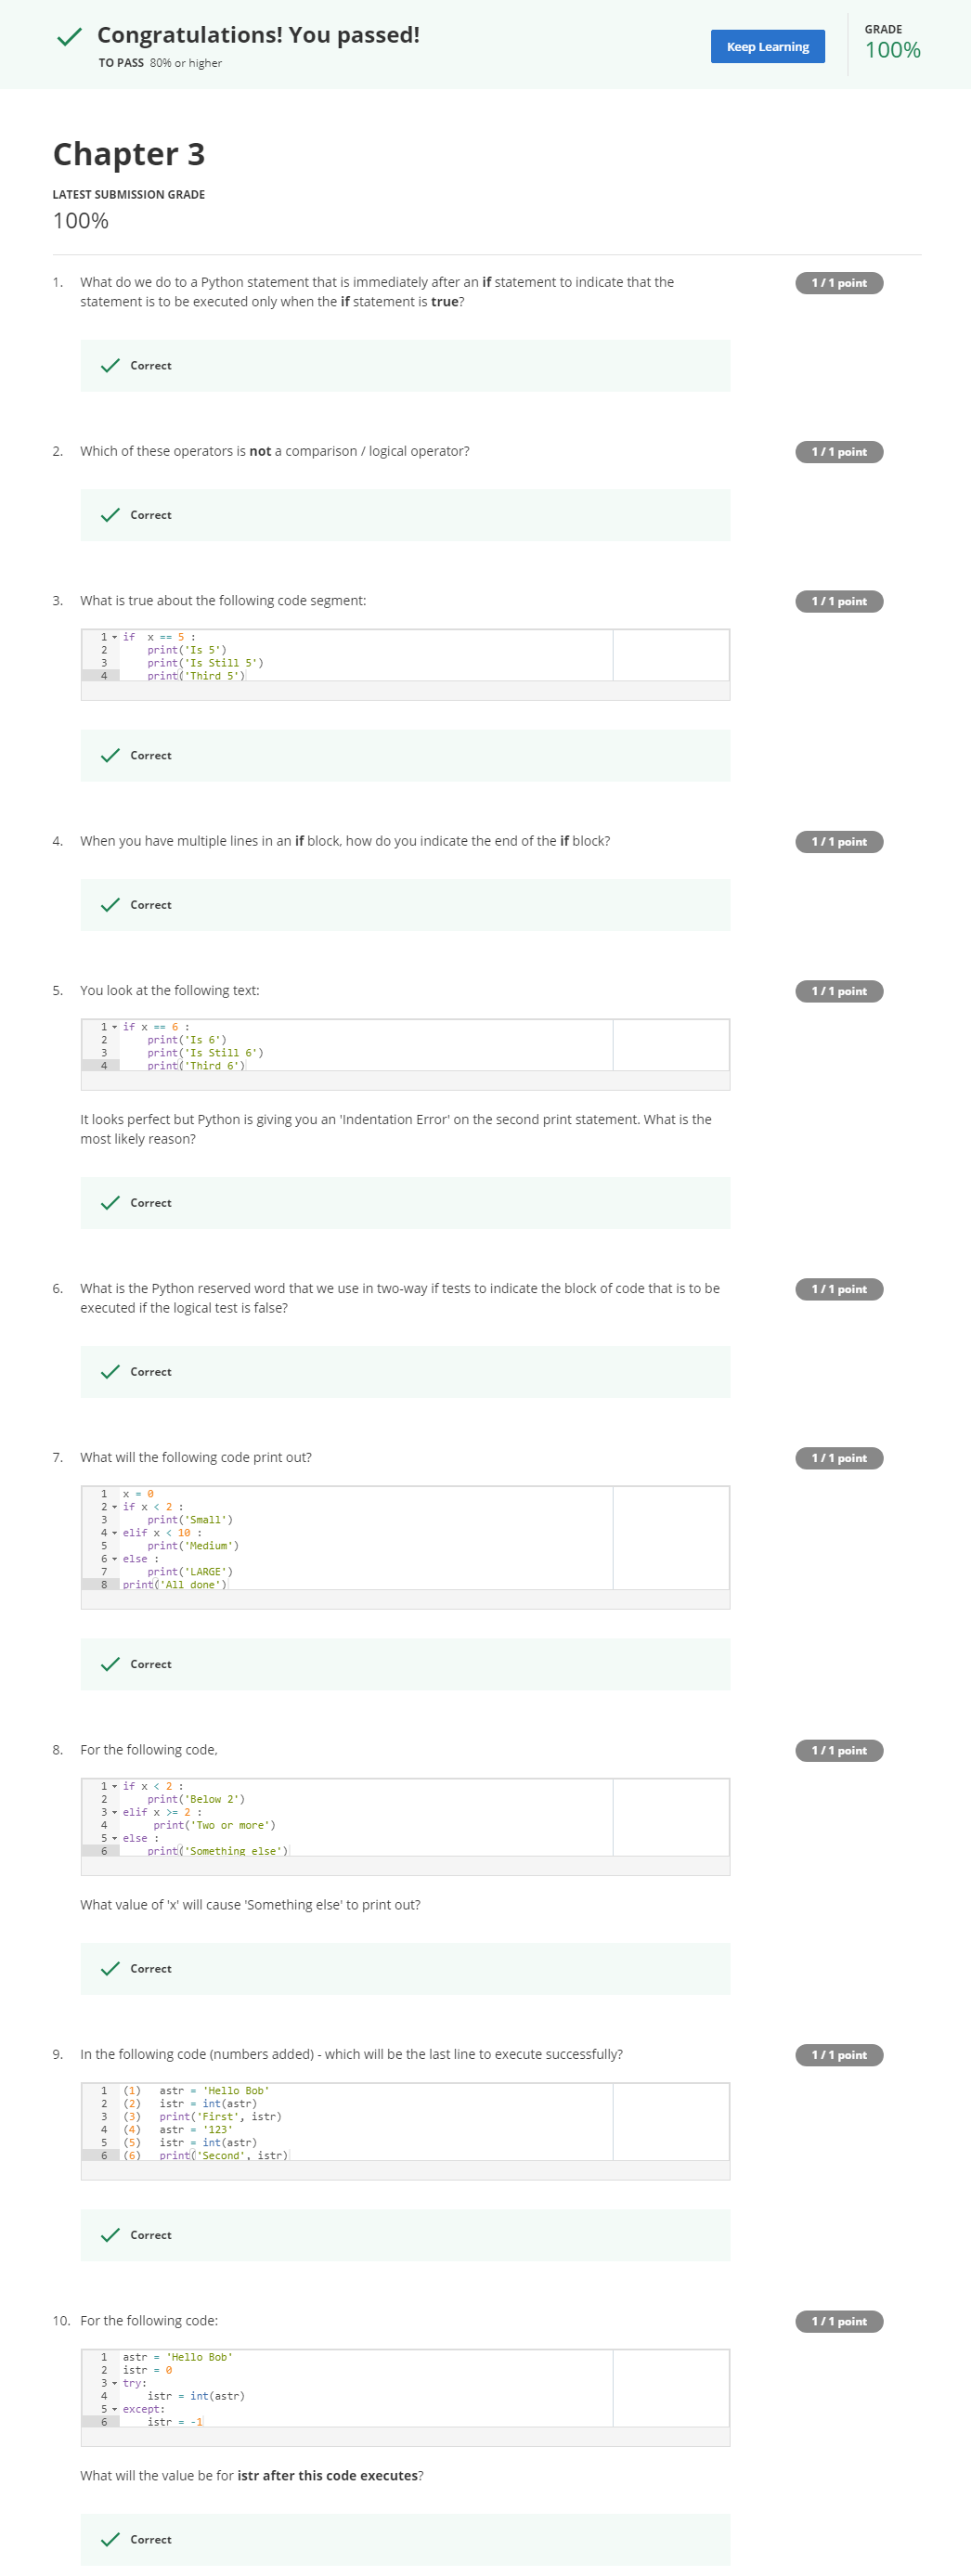 Congratulations! You passed!
TO PASS 80% or higher
Keep Learning
GRADE
100%
Chapter 3
LATEST SUBMISSION GRADE
100%
1. What do we do to a Python statement that is immediately after an if statement to indicate that the
statement is to be executed only when the if statement is true?
1 / 1 point
Correct
2. Which of these operators is not a comparison / logical operator?
1 / 1 point
Correct
3. What is true about the following code segment:
1 / 1 point
1 if  x == 5 :
2     print('Is 5')
3     print('Is Still 5')
4     print('Third 5')
Correct
4. When you have multiple lines in an if block, how do you indicate the end of the if block?
1 / 1 point
Correct
5. You look at the following text:
1 / 1 point
1 if x == 6 :
2     print('Is 6')
3     print('Is Still 6')
4     print('Third 6')
It looks perfect but Python is giving you an 'Indentation Error' on the second print statement. What is the
most likely reason?
Correct
6. What is the Python reserved word that we use in two-way if tests to indicate the block of code that is to be
executed if the logical test is false?
1 / 1 point
Correct
7. What will the following code print out?
1 / 1 point
1 x = 0
2 if x < 2 :
3     print('Small')
4 elif x < 10 :
5     print('Medium')
6 else :
7     print('LARGE')
8 print('All done')
Correct
8. For the following code,
1 / 1 point
1 if x < 2 :
2     print('Below 2')
3 elif x >= 2 :
4      print('Two or more')
5 else :
6     print('Something else')
What value of 'x' will cause 'Something else' to print out?
Correct
9. In the following code (numbers added) - which will be the last line to execute successfully?
1 / 1 point
1 (1)   astr = 'Hello Bob'
2 (2)   istr = int(astr)
3 (3)   print('First', istr)
4 (4)   astr = '123'
5 (5)   istr = int(astr)
6 (6)   print('Second', istr)
Correct
10. For the following code:
1 / 1 point
1 astr = 'Hello Bob'
2 istr = 0
3 try:
4     istr = int(astr)
5 except:
6     istr = -1
What will the value be for istr after this code executes?
Correct